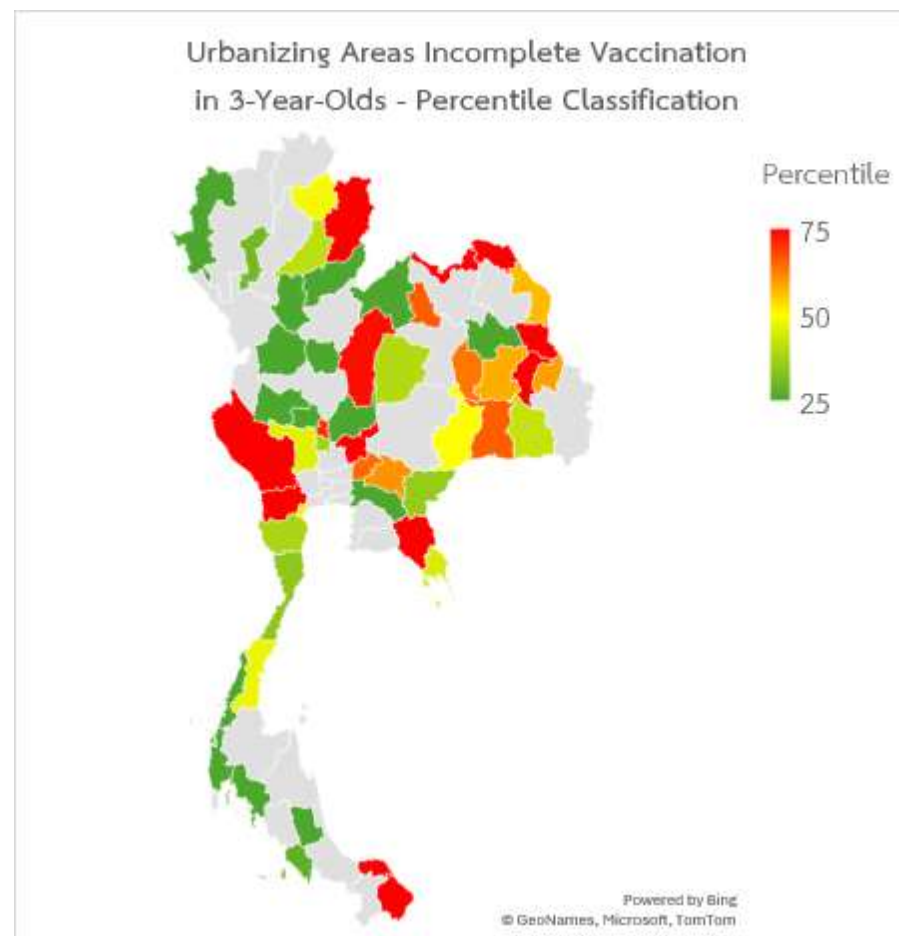 Urbanizing Areas Incomplete Vaccination
in 3-Year-Olds - Percentile Classification
Percentile
75
50
25
Powered by Bing
© GeoNames, Microsoft, TomTom